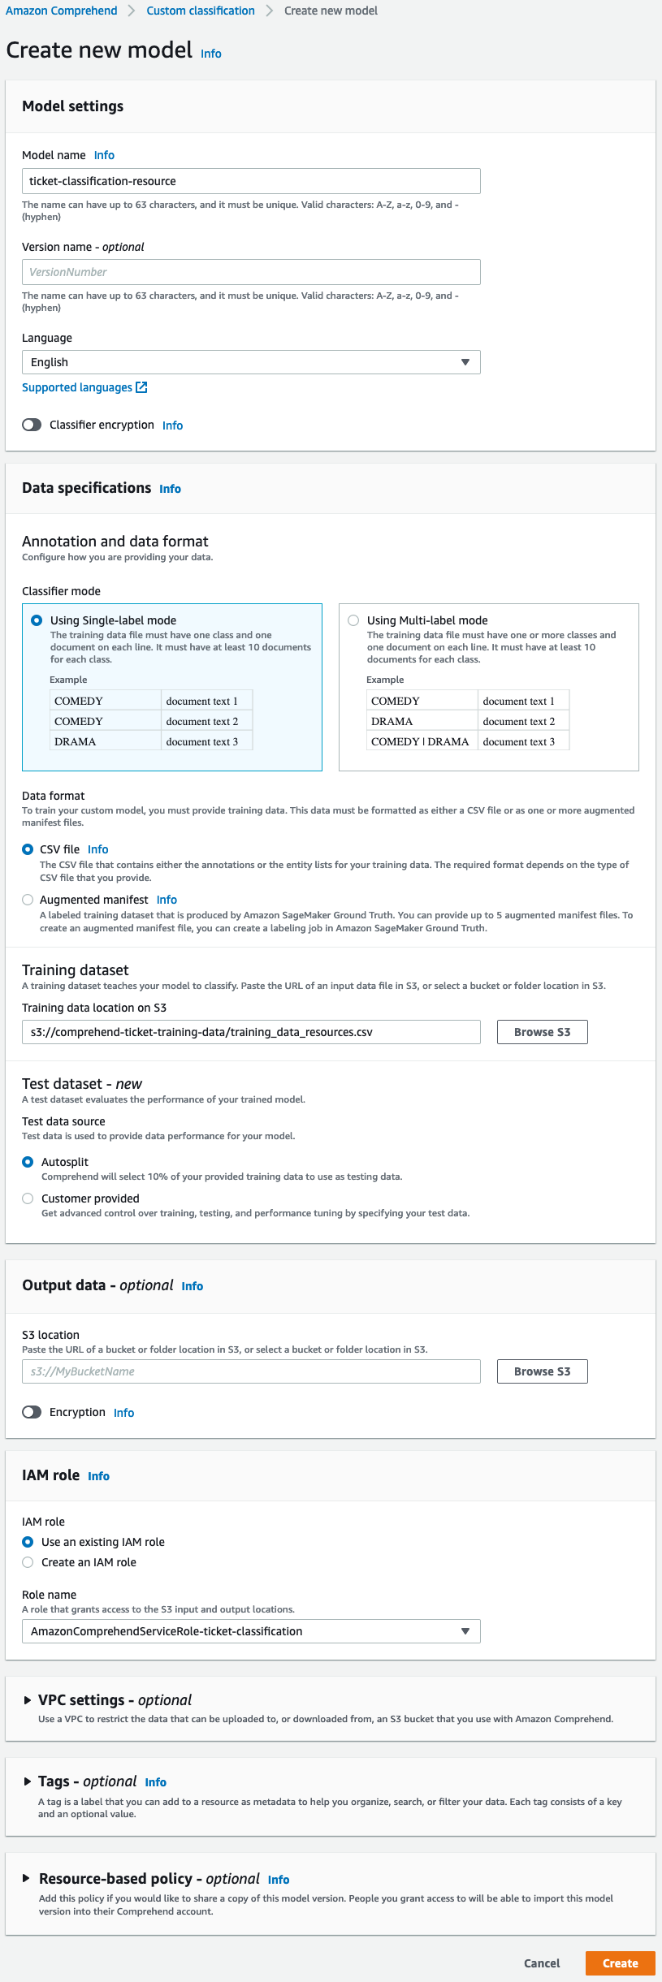 Amazon Comprehend > Custom classification > Create new model
Create new model Info
Model settings
Model name Info
ticket-classification-resource
The name can have up to 63 characters, and it must be unique. Valid characters: A-Z, a-z, 0-9, and -
(hyphen)
Version name - optional
VersionNumber
The name can have up to 63 characters, and it must be unique. Valid characters: A-Z, a-z, 0-9, and -
(hyphen)
Language
English
Supported languages
Classifier encryption Info
Data specifications Info
Annotation and data format
Configure how you are providing your data.
Classifier mode
Using Single-label mode
The training data file must have one class and one
document on each line. It must have at least 10 documents
for each class.
Example
COMEDY document text 1
COMEDY document text 2
DRAMA document text 3
Using Multi-label mode
The training data file must have one or more classes and
one document on each line. It must have at least 10
documents for each class.
Example
COMEDY document text 1
DRAMA document text 2
COMEDY | DRAMA document text 3
Data format
To train your custom model, you must provide training data. This data must be formatted as either a CSV file or as one or more augmented
manifest files.
CSV file Info
The CSV file that contains either the annotations or the entity lists for your training data. The required format depends on the type of
CSV file that you provide.
Augmented manifest Info
A labeled training dataset that is produced by Amazon SageMaker Ground Truth. You can provide up to 5 augmented manifest files. To
create an augmented manifest file, you can create a labeling job in Amazon SageMaker Ground Truth.
Training dataset
A training dataset teaches your model to classify. Paste the URL of an input data file in S3, or select a bucket or folder location in S3.
Training data location on S3
s3://comprehend-ticket-training-data/training_data_resources.csv Browse S3
Test dataset - new
A test dataset evaluates the performance of your trained model.
Test data source
Test data is used to provide data performance for your model.
Autosplit
Comprehend will select 10% of your provided training data to use as testing data.
Customer provided
Get advanced control over training, testing, and performance tuning by specifying your test data.
Output data - optional Info
S3 location
Paste the URL of a bucket or folder location in S3, or select a bucket or folder location in S3.
s3://MyBucketName Browse S3
Encryption Info
IAM role Info
IAM role
Use an existing IAM role
Create an IAM role
Role name
A role that grants access to the S3 input and output locations.
AmazonComprehendServiceRole-ticket-classification
VPC settings - optional
Use a VPC to restrict the data that can be uploaded to, or downloaded from, an S3 bucket that you use with Amazon Comprehend.
Tags - optional Info
A tag is a label that you can add to a resource as metadata to help you organize, search, or filter your data. Each tag consists of a key
and an optional value.
Resource-based policy - optional Info
Add this policy if you would like to share a copy of this model version. People you grant access to will be able to import this model
version into their Comprehend account.
Cancel Create